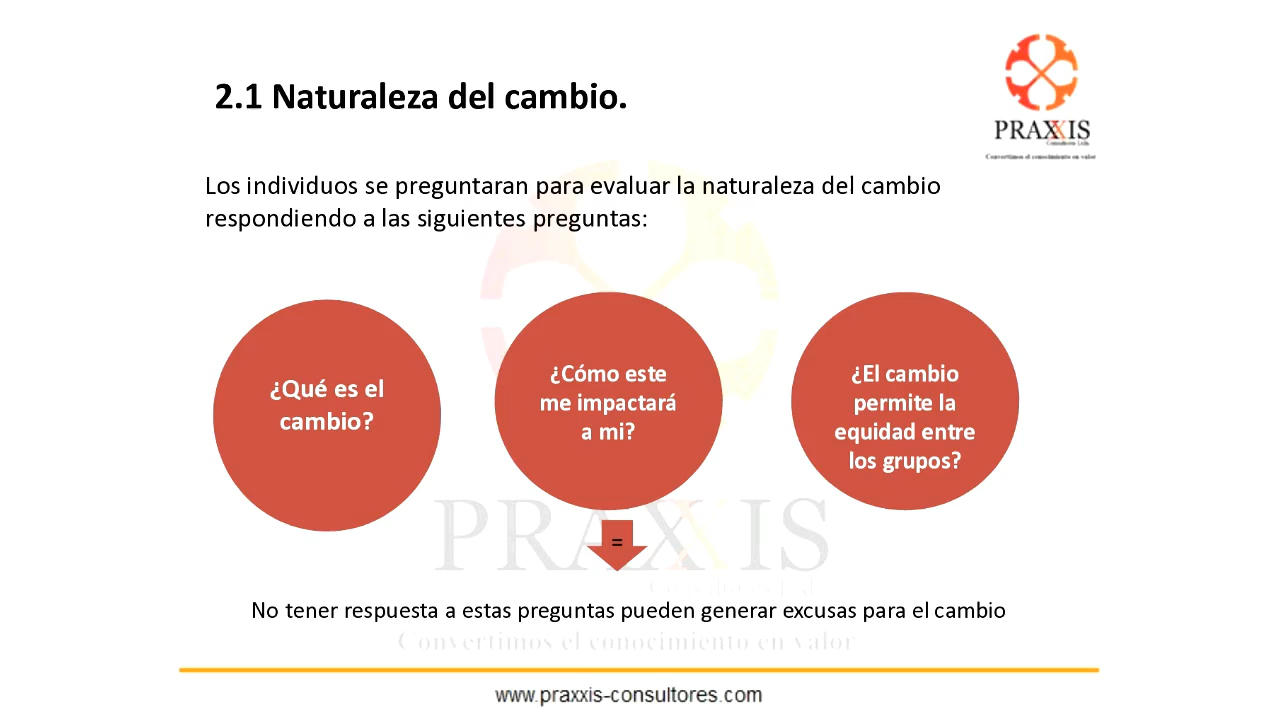 2.1 Naturaleza del cambio.
PRAXXIS
Consultores Ltda.
Convertimos el conocimiento en valor
Los individuos se preguntaran para evaluar la naturaleza del cambio
respondiendo a las siguientes preguntas:
¿Qué es el
cambio?
¿Cómo este
me impactará
a mi?
¿El cambio
permite la
equidad entre
los grupos?
PRAXXIS
=
No tener respuesta a estas preguntas pueden generar excusas para el cambio
Convertimos el conocimiento en valor
www.praxxis-consultores.com